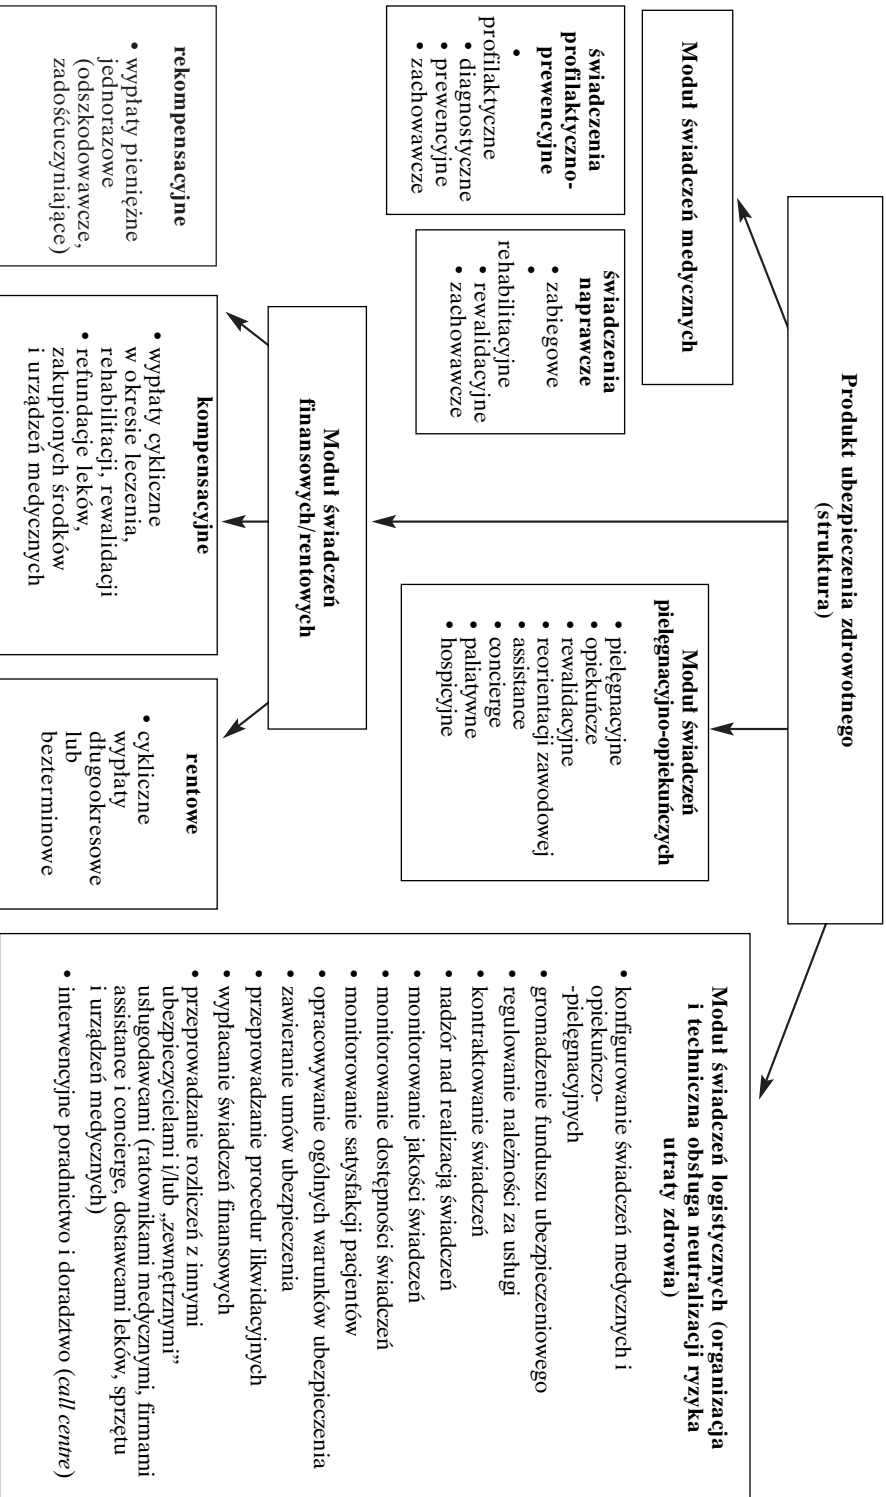 Produkt ubezpieczenia zdrowotnego
(struktura)
Moduł świadczeń medycznych
świadczenia
profilaktyczno-
prewencyjne
•
profilaktyczne
• diagnostyczne
• prewencyjne
• zachowawcze
świadczenia
naprawcze
• zabiegowe
•
rehabilitacyjne
• rewalidacyjne
• zachowawcze
Moduł świadczeń
pielęgnacyjno-opiekuńczych
• pielęgnacyjne
• opiekuńcze
• rewalidacyjne
• reorientacji zawodowej
• assistance
• concierge
• paliatywne
• hospicyjne
Moduł świadczeń
finansowych/rentowych
rekompensacyjne
• wypłaty pieniężne
jednorazowe
(odszkodowawcze,
zadośćuczyniające)
kompensacyjne
• wypłaty cykliczne
w okresie leczenia,
rehabilitacji, rewalidacji
• refundacje leków,
zakupionych środków
i urządzeń medycznych
rentowe
• cykliczne
wypłaty
długookresowe
lub
bezterminowe
Moduł świadczeń logistycznych (organizacja
i techniczna obsługa neutralizacji ryzyka
utraty zdrowia)
• konfigurowanie świadczeń medycznych i
opiekuńczo-
-pielęgnacyjnych
• gromadzenie funduszu ubezpieczeniowego
• regulowanie należności za usługi
• kontraktowanie świadczeń
• nadzór nad realizacją świadczeń
• monitorowanie jakości świadczeń
• monitorowanie dostępności świadczeń
• monitorowanie satysfakcji pacjentów
• opracowywanie ogólnych warunków ubezpieczenia
• zawieranie umów ubezpieczenia
• przeprowadzanie procedur likwidacyjnych
• wypłacanie świadczeń finansowych
• przeprowadzanie rozliczeń z innymi
ubezpieczycielami i/lub „zewnętrznymi”
usługodawcami (ratownikami medycznymi, firmami
assistance i concierge, dostawcami leków, sprzętu
i urządzeń medycznych)
• interwencyjne poradnictwo i doradztwo (call centre)